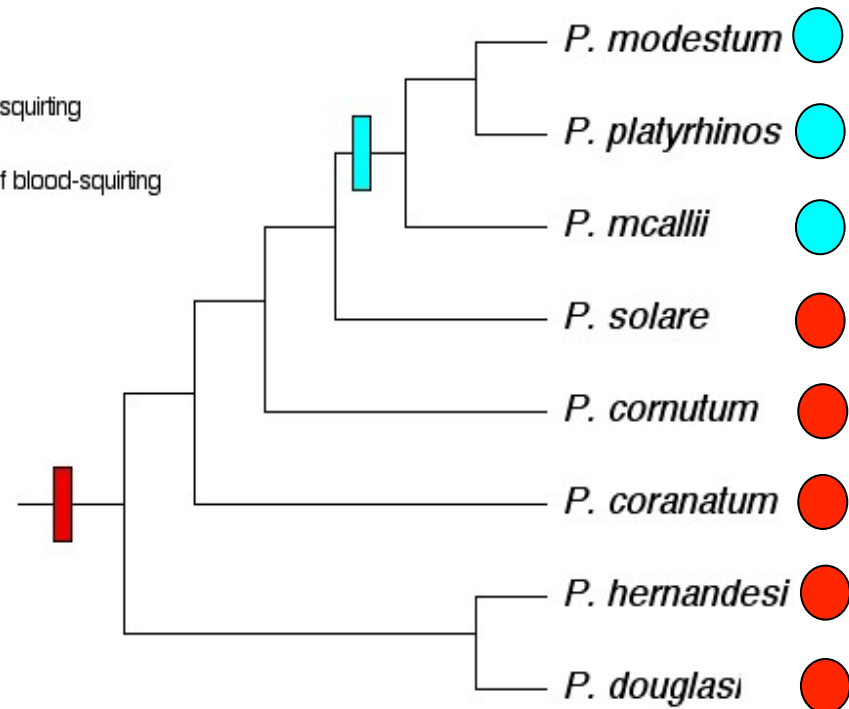 P. modestum
squirting
P. platyrhinos
f blood-squirting
P. mcallii
P. solare
P. cornutum
P. coranatum
P. hernandesi
P. douglasi